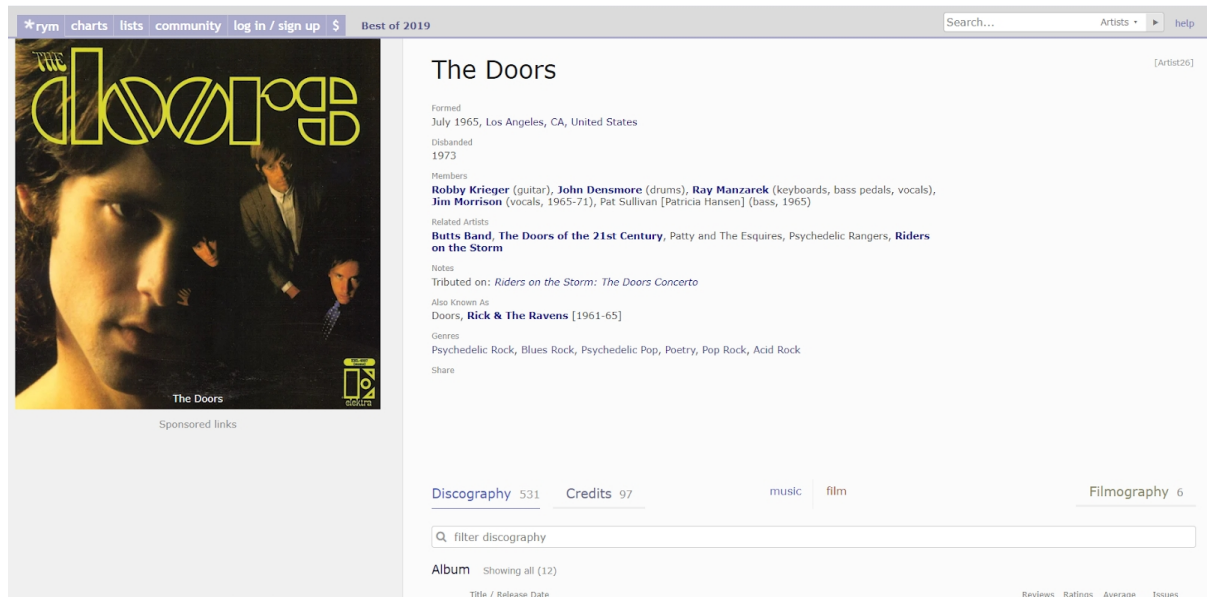 *rym charts lists community log in / sign up $ Best of 2019 Search... Artists help
THE
doors
The Doors
elektra
Sponsored links
The Doors
[Artist26]
Formed
July 1965, Los Angeles, CA, United States
Disbanded
1973
Members
Robby Krieger (guitar), John Densmore (drums), Ray Manzarek (keyboards, bass pedals, vocals),
Jim Morrison (vocals, 1965-71), Pat Sullivan [Patricia Hansen] (bass, 1965)
Related Artists
Butts Band, The Doors of the 21st Century, Patty and The Esquires, Psychedelic Rangers, Riders
on the Storm
Notes
Tributed on: Riders on the Storm: The Doors Concerto
Also Known As
Doors, Rick & The Ravens [1961-65]
Genres
Psychedelic Rock, Blues Rock, Psychedelic Pop, Poetry, Pop Rock, Acid Rock
Share
Discography 531 Credits 97 music film Filmography 6
filter discography
Album Showing all (12)
Title / Release Date Reviews Ratings Average Issues